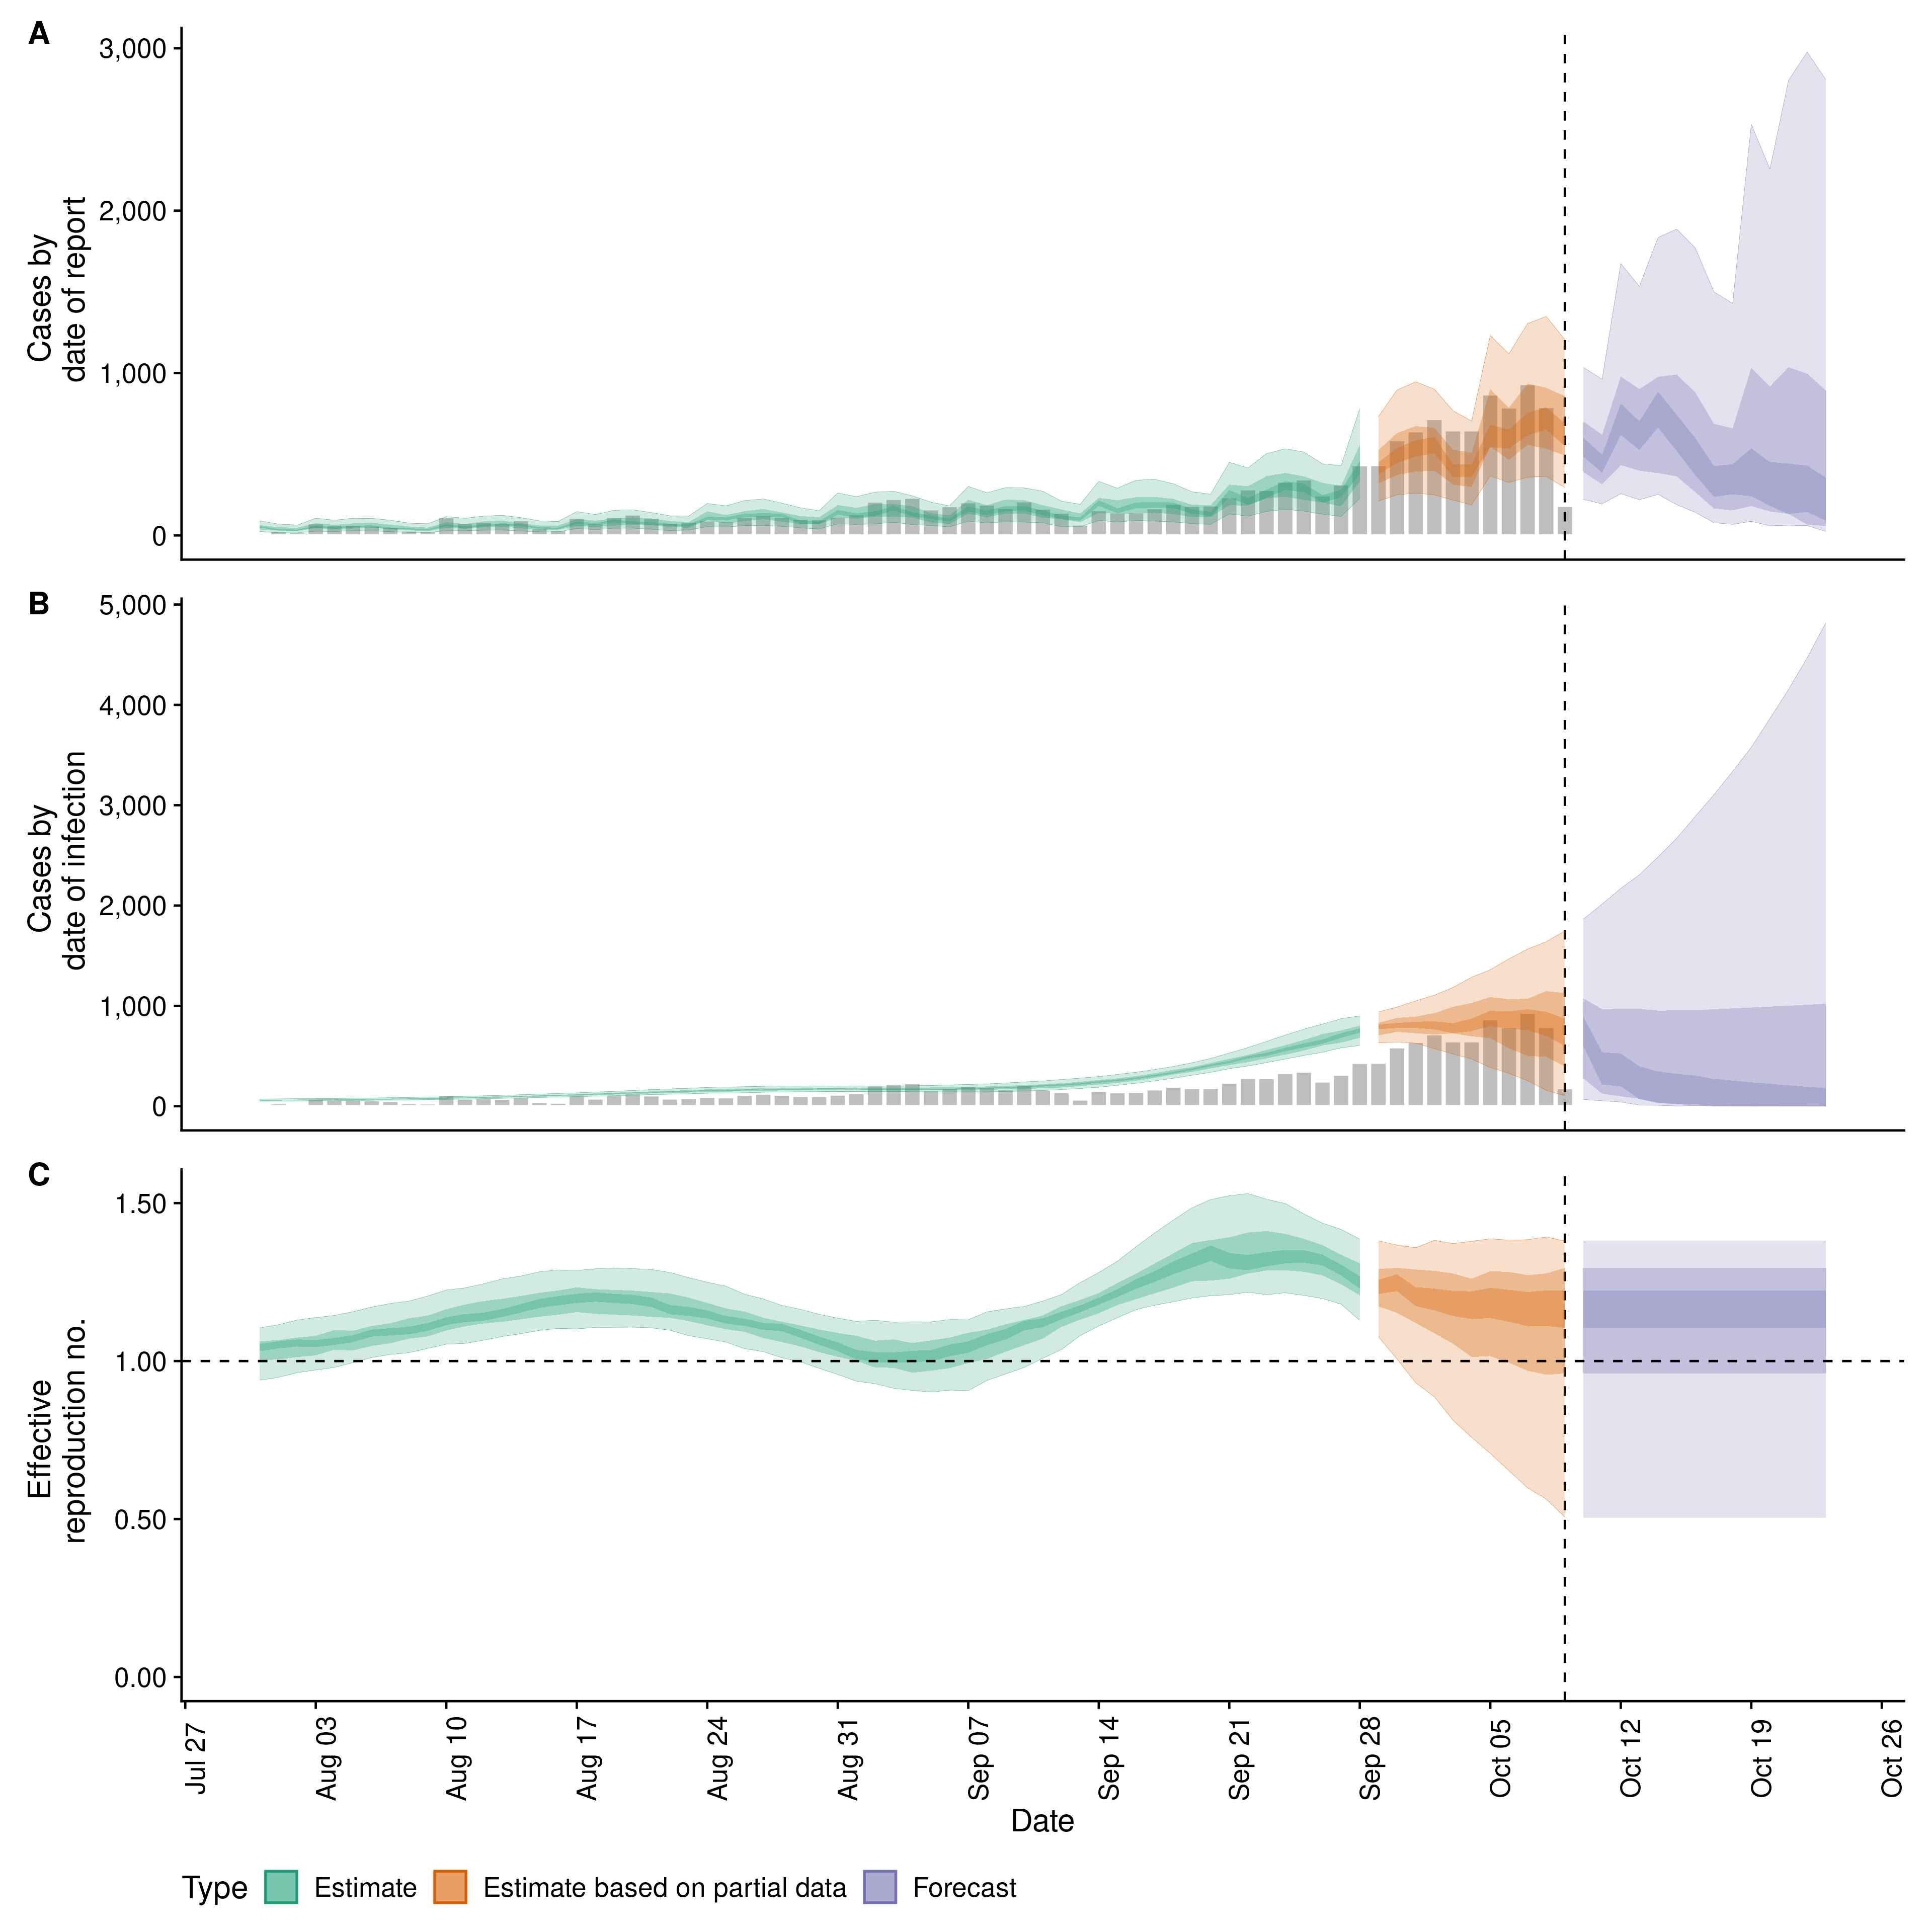 A
Cases by
date of report
3,000
2,000
1,000
0
B
Cases by
date of infection
5,000
4,000
3,000
2,000
1,000
0
C
Effective
reproduction no.
1.50
1.00
0.50
0.00
Jul 27
Aug 03
Aug 10
Aug 17
Aug 24
Aug 31
Sep 07
Sep 14
Sep 21
Sep 28
Oct 05
Oct 12
Oct 19
Oct 26
Date
Type Estimate Estimate based on partial data Forecast